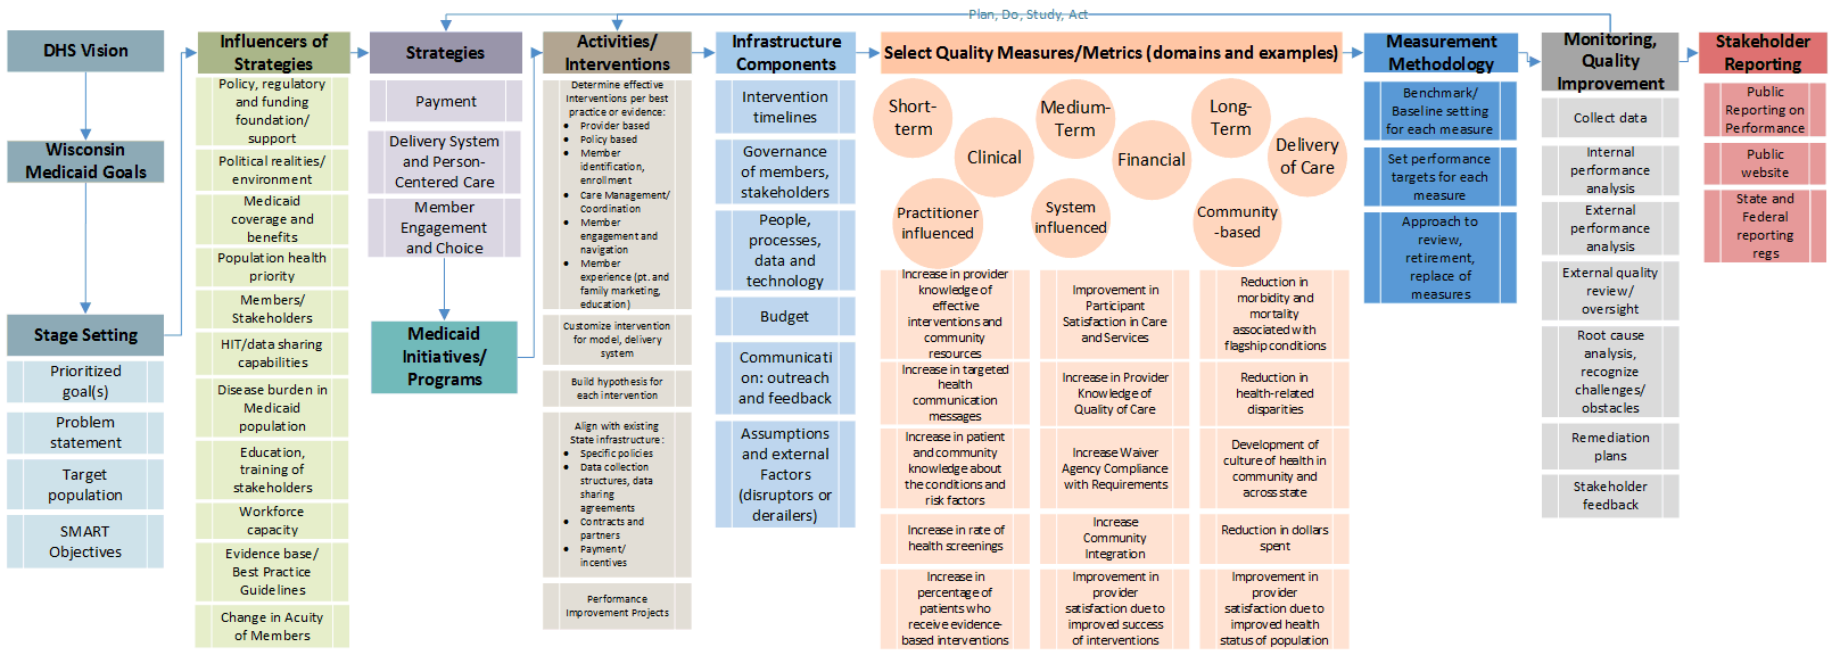 Plan, Do, Study, Act
DHS Vision
Wisconsin
Medicaid Goals
Stage Setting
Prioritized
goal(s)
Problem
statement
Target
population
SMART
Objectives
Influencers of
Strategies
Policy, regulatory
and funding
foundation/
support
Political realities/
environment
Medicaid
coverage and
benefits
Population health
priority
Members/
Stakeholders
HIT/data sharing
capabilities
Disease burden in
Medicaid
population
Education,
training of
stakeholders
Workforce
capacity
Evidence base/
Best Practice
Guidelines
Change in Acuity
of Members
Strategies
Payment
Delivery System
and Person-
Centered Care
Member
Engagement
and Choice
Medicaid
Initiatives/
Programs
Activities/
Interventions
Determine effective
Interventions per best
practice or evidence:
● Provider based
● Policy based
● Member
identification,
enrollment
● Care Management/
Coordination
● Member
engagement and
navigation
● Member
experience (pt. and
family marketing,
education)
Customize intervention
for model, delivery
system
Build hypothesis for
each intervention
Align with existing
State infrastructure:
● Specific policies
● Data collection
structures, data
sharing
agreements
● Contracts and
partners
● Payment/
incentives
Performance
Improvement Projects
Infrastructure
Components
Intervention
timelines
Governance
of members,
stakeholders
People,
processes,
data and
technology
Budget
Communicati
on: outreach
and feedback
Assumptions
and external
Factors
(disruptors or
derailers)
Select Quality Measures/Metrics (domains and examples)
Short-
term
Clinical
Medium-
Term
Financial
Long-
Term
Delivery
of Care
Practitioner
influenced
System
influenced
Community
-based
Increase in provider
knowledge of
effective
interventions and
community
resources
Increase in targeted
health
communication
messages
Increase in patient
and community
knowledge about
the conditions and
risk factors
Increase in rate of
health screenings
Increase in
percentage of
patients who
receive evidence-
based interventions
Improvement in
Participant
Satisfaction in Care
and Services
Increase in Provider
Knowledge of
Quality of Care
Increase Waiver
Agency Compliance
with Requirements
Increase
Community
Integration
Improvement in
provider
satisfaction due to
improved success
of interventions
Reduction in
morbidity and
mortality
associated with
flagship conditions
Reduction in
health-related
disparities
Development of
culture of health in
community and
across state
Reduction in dollars
spent
Improvement in
provider
satisfaction due to
improved health
status of population
Measurement
Methodology
Benchmark/
Baseline setting
for each measure
Set performance
targets for each
measure
Approach to
review,
retirement,
replace of
measures
Monitoring,
Quality
Improvement
Collect data
Internal
performance
analysis
External
performance
analysis
External quality
review/
oversight
Root cause
analysis,
recognize
challenges/
obstacles
Remediation
plans
Stakeholder
feedback
Stakeholder
Reporting
Public
Reporting on
Performance
Public
website
State and
Federal
reporting
regs